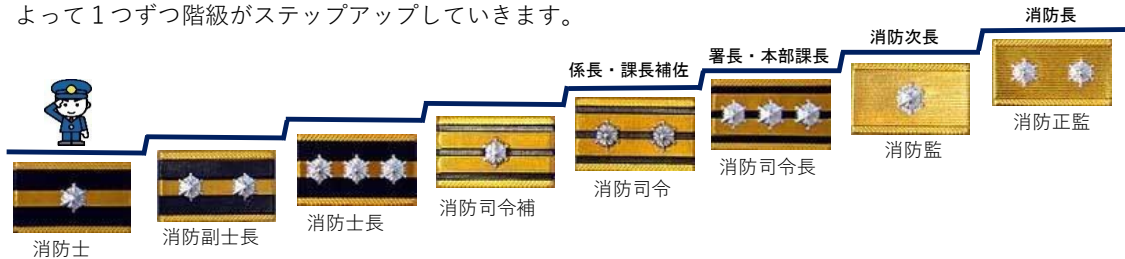 よって１つずつ階級がステップアップしていきます。
消防長
消防次長
署長・本部課長
係長・課長補佐
消防正監
消防監
消防司令長
消防司令
消防司令補
消防士長
消防副士長
消防士